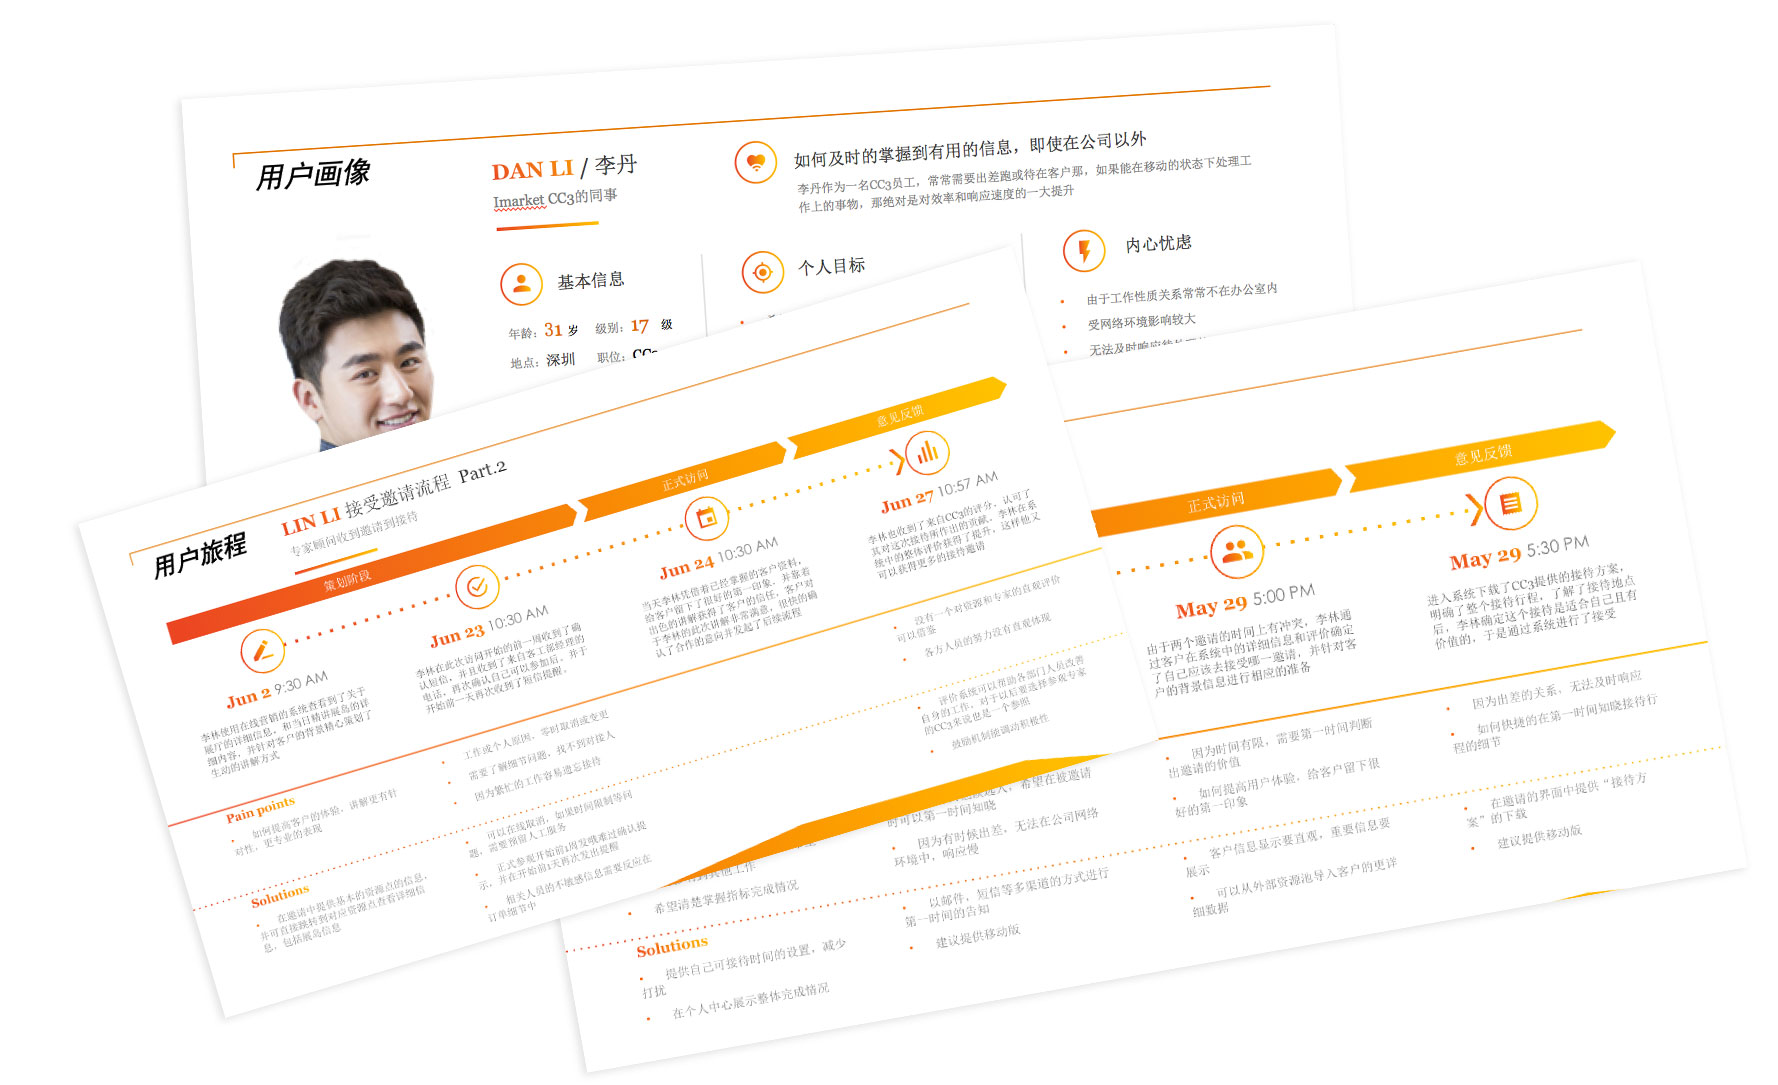 用户画像
DAN LI / 李丹
Imarket CC3的同事
如何及时的掌握到有用的信息，即使在公司以外
李丹作为一名CC3员工，常常需要出差跑或待在客户那，如果能在移动的状态下处理工
作上的事物，那绝对是对效率和响应速度的一大提升
基本信息
年龄：31 岁 级别：17 级
地点：深圳 职位：
个人目标
内心忧虑
由于工作性质关系常常不在办公室内
受网络环境影响较大
无法及时响应
用户旅程
LIN LI 接受邀请流程 Part.2
专家顾问收到邀请到接待
策划阶段
正式访问
意见反馈
Jun 2 9:30 AM
李林使用在线营销的系统查看到了关于
展厅的详细信息，和当日精讲展岛的详
细内容，并针对客户的背景精心策划了
生动的讲解方式
Jun 23 10:30 AM
李林在此次访问开始的前一周收到了确
认短信，并且收到了来自客工部经理的
电话，再次确认自己可以参加后，并于
开始前一天再次收到了短信提醒。
Jun 24 10:30 AM
当天李林凭借着已经掌握的客户资料，
给客户留下了很好的第一印象，并靠着
出色的讲解获得了客户的信任，客户对
于李林的此次讲解非常满意，很快的确
认了合作的意向并发起了后续流程
Jun 27 10:57 AM
李林也收到了来自CC3的评分，认可了
其对这次接待所作出的贡献，李林在系
统中的整体评价获得了提升，这样他又
可以获得更多的接待邀请
Pain points
如何提高客户的体验，讲解更有针
对性，更专业的表现
工作或个人原因，零时取消或变更
需要了解细节问题，找不到对接人
因为繁忙的工作容易遗忘接待
没有一个对资源和专家的直观评价
可以借鉴
各方人员的努力没有直观体现
Solutions
在邀请中提供基本的资源点的信息，
并可直接跳转到对应资源点查看详细信
息，包括展岛信息
可以在线取消，如果时间限制等问
题，需要预留人工服务
正式参观开始前1周发或难过确认提
示，并在开始前1天再次发出提醒
相关人员的不敏感信息需要反应在
订单细节中
评价系统可以帮助各部门人员改善
自身的工作，对于以后要选择参观专家
的CC3来说也是一个参照
鼓励机制能调动积极性
正式访问
意见反馈
May 29 5:00 PM
由于两个邀请的时间上有冲突，李林通
过客户在系统中的详细信息和评价确定
了自己应该去接受哪一邀请，并针对客
户的背景信息进行相应的准备
May 29 5:30 PM
进入系统下载了CC3提供的接待方案，
明确了整个接待行程，了解了接待地点
后，李林确定这个接待是适合自己且有
价值的，于是通过系统进行了接受
其他工作
希望请楚掌握指标完成情况
希望在被邀请
时可以第一时间知晓
因为有时候出差，无法在公司网络
环境中，响应慢
因为时间有限，需要第一时间判断
出邀请的价值
如何提高用户体验，给客户留下很
好的第一印象
因为出差的关系，无法及时响应
如何快捷的在第一时间知晓接待行
程的细节
Solutions
提供自己可接待时间的设置，减少
打扰
在个人中心展示整体完成情况
以邮件，短信等多渠道的方式进行
第一时间的告知
建议提供移动版
客户信息显示要直观，重要信息要
展示
可以从外部资源池导入客户的更详
细数据
在邀请的界面中提供“接待方
案”的下载
建议提供移动版